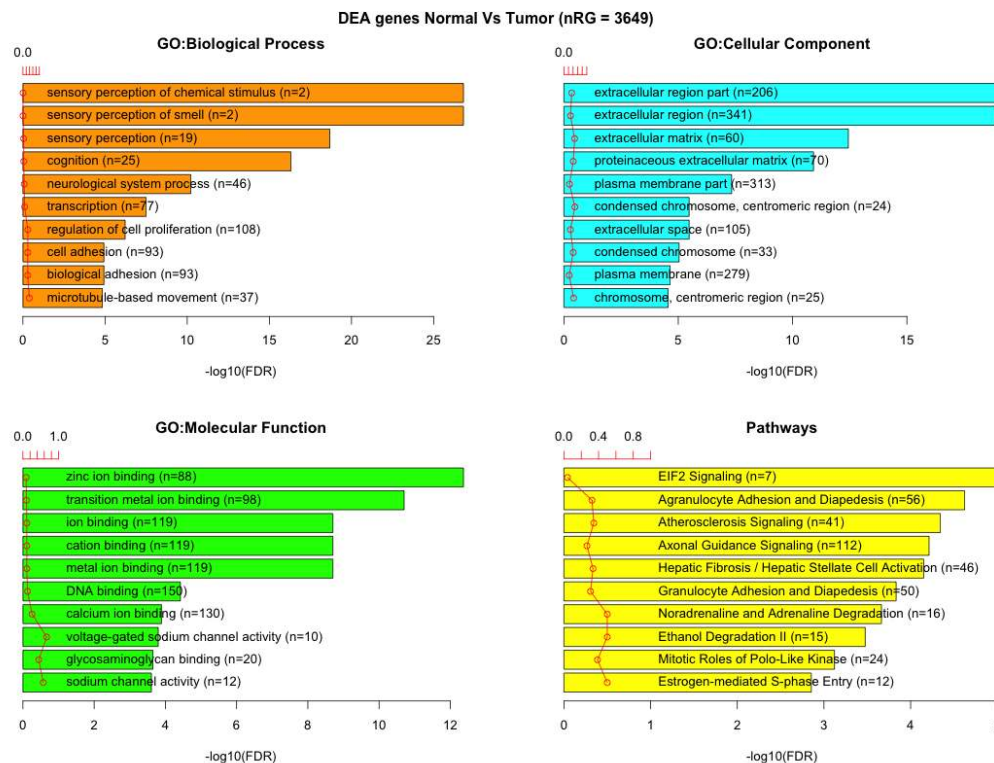 DEA genes Normal Vs Tumor (nRG = 3649)
GO:Biological Process
0.0
sensory perception of chemical stimulus (n=2)
sensory perception of smell (n=2)
sensory perception (n=19)
cognition (n=25)
neurological system process (n=46)
transcription (n=77)
regulation of cell proliferation (n=108)
cell adhesion (n=93)
biological adhesion (n=93)
microtubule-based movement (n=37)
0 5 10 15 20 25
-log10(FDR)
GO:Cellular Component
0.0
extracellular region part (n=206)
extracellular region (n=341)
extracellular matrix (n=60)
proteinaceous extracellular matrix (n=70)
plasma membrane part (n=313)
condensed chromosome, centromeric region (n=24)
extracellular space (n=105)
condensed chromosome (n=33)
plasma membrane (n=279)
chromosome, centromeric region (n=25)
0 5 10 15
-log10(FDR)
GO:Molecular Function
0.0 1.0
zinc ion binding (n=88)
transition metal ion binding (n=98)
ion binding (n=119)
cation binding (n=119)
metal ion binding (n=119)
DNA binding (n=150)
calcium ion binding (n=130)
voltage-gated sodium channel activity (n=10)
glycosaminoglycan binding (n=20)
sodium channel activity (n=12)
0 2 4 6 8 10 12
-log10(FDR)
Pathways
0.0 0.4 0.8
EIF2 Signaling (n=7)
Agranulocyte Adhesion and Diapedesis (n=56)
Atherosclerosis Signaling (n=41)
Axonal Guidance Signaling (n=112)
Hepatic Fibrosis / Hepatic Stellate Cell Activation (n=46)
Granulocyte Adhesion and Diapedesis (n=50)
Noradrenaline and Adrenaline Degradation (n=16)
Ethanol Degradation II (n=15)
Mitotic Roles of Polo-Like Kinase (n=24)
Estrogen-mediated S-phase Entry (n=12)
0 1 2 3 4
-log10(FDR)